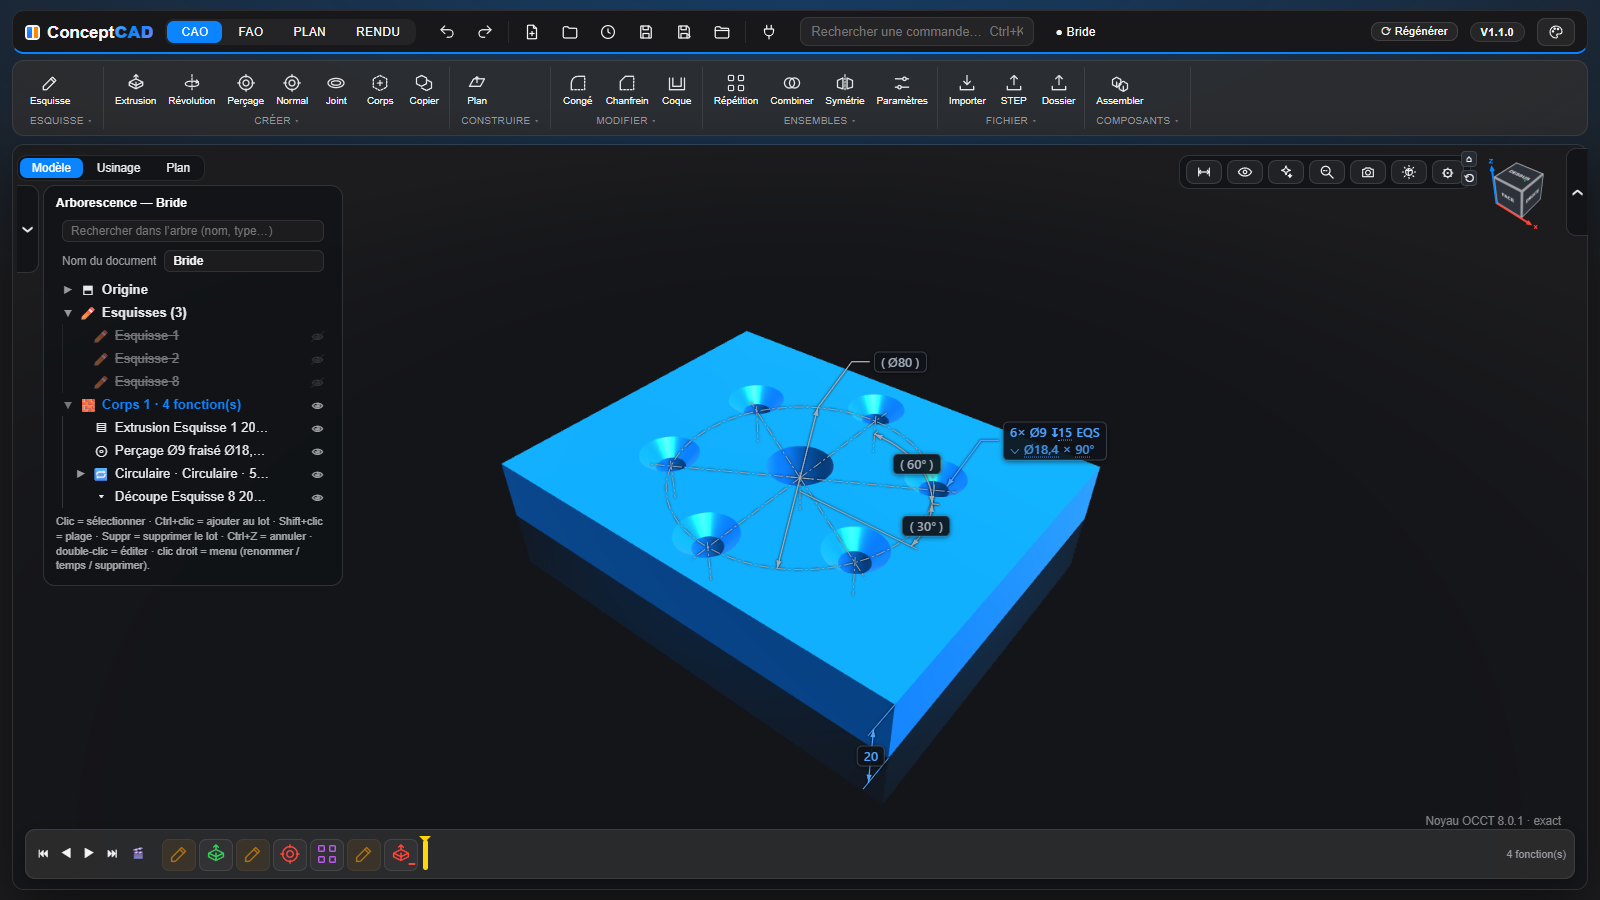 ConceptCAD
CAO FAO PLAN RENDU
Rechercher une commande… Ctrl+K
● Bride
Régénérer
V1.1.0
Esquisse
Extrusion Révolution Perçage Normal Joint Corps Copier
Plan
Congé Chanfrein Coque
Répétition Combiner Symétrie Paramètres
Importer STEP Dossier
Assembler
ESQUISSE
CRÉER
CONSTRUIRE
MODIFIER
ENSEMBLES
FICHIER
COMPOSANTS
Modèle Usinage Plan
Arborescence — Bride
Rechercher dans l'arbre (nom, type…)
Nom du document Bride
Origine
Esquisses (3)
Esquisse 1
Esquisse 2
Esquisse 8
Corps 1 · 4 fonction(s)
Extrusion Esquisse 1 20…
Perçage Ø9 fraisé Ø18,…
Circulaire · Circulaire · 5…
Découpe Esquisse 8 20…
Clic = sélectionner · Ctrl+clic = ajouter au lot · Shift+clic
= plage · Suppr = supprimer le lot · Ctrl+Z = annuler ·
double-clic = éditer · clic droit = menu (renommer /
temps / supprimer).
Z
X
FACE
( Ø80 )
6× Ø9 ↧15 EQS
⌵ Ø18,4 × 90°
( 60° )
( 30° )
20
Noyau OCCT 8.0.1 · exact
4 fonction(s)